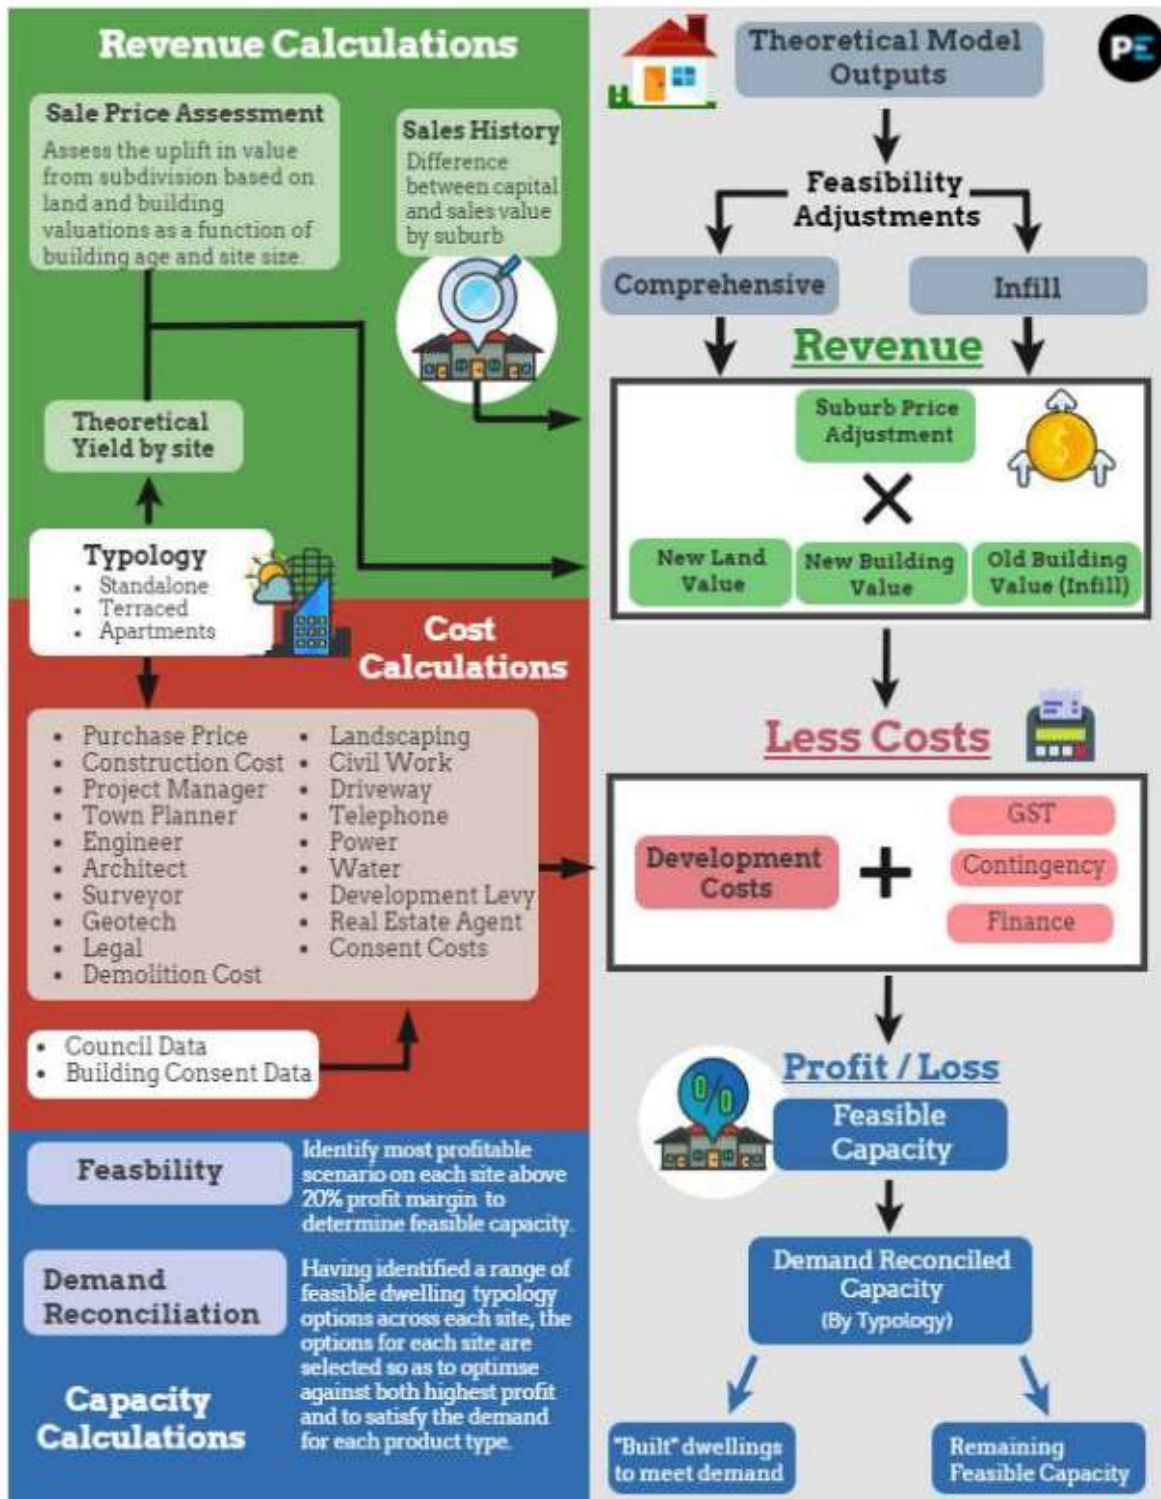 Revenue Calculations
Sale Price Assessment
Assess the uplift in value
from subdivision based on
land and building
valuations as a function of
building age and site size.
Sales History
Difference
between capital
and sales value
by suburb
Theoretical
Yield by site
Typology
• Standalone
• Terraced
• Apartments
Cost
Calculations
• Purchase Price
• Construction Cost
• Project Manager
• Town Planner
• Engineer
• Architect
• Surveyor
• Geotech
• Legal
• Demolition Cost
• Landscaping
• Civil Work
• Driveway
• Telephone
• Power
• Water
• Development Levy
• Real Estate Agent
• Consent Costs
• Council Data
• Building Consent Data
Feasbility
Identify most profitable
scenario on each site above
20% profit margin to
determine feasible capacity.
Demand
Reconciliation
Having identified a range of
feasible dwelling typology
options across each site, the
options for each site are
selected so as to optimse
against both highest profit
and to satisfy the demand
for each product type.
Capacity
Calculations
Theoretical Model
Outputs
PE
Feasibility
Adjustments
Comprehensive
Infill
Revenue
Suburb Price
Adjustment
$
New Land
Value
New Building
Value
Old Building
Value (Infill)
Less Costs
Development
Costs
GST
Contingency
Finance
Profit / Loss
%
Feasible
Capacity
Demand Reconciled
Capacity
(By Typology)
"Built" dwellings
to meet demand
Remaining
Feasible Capacity